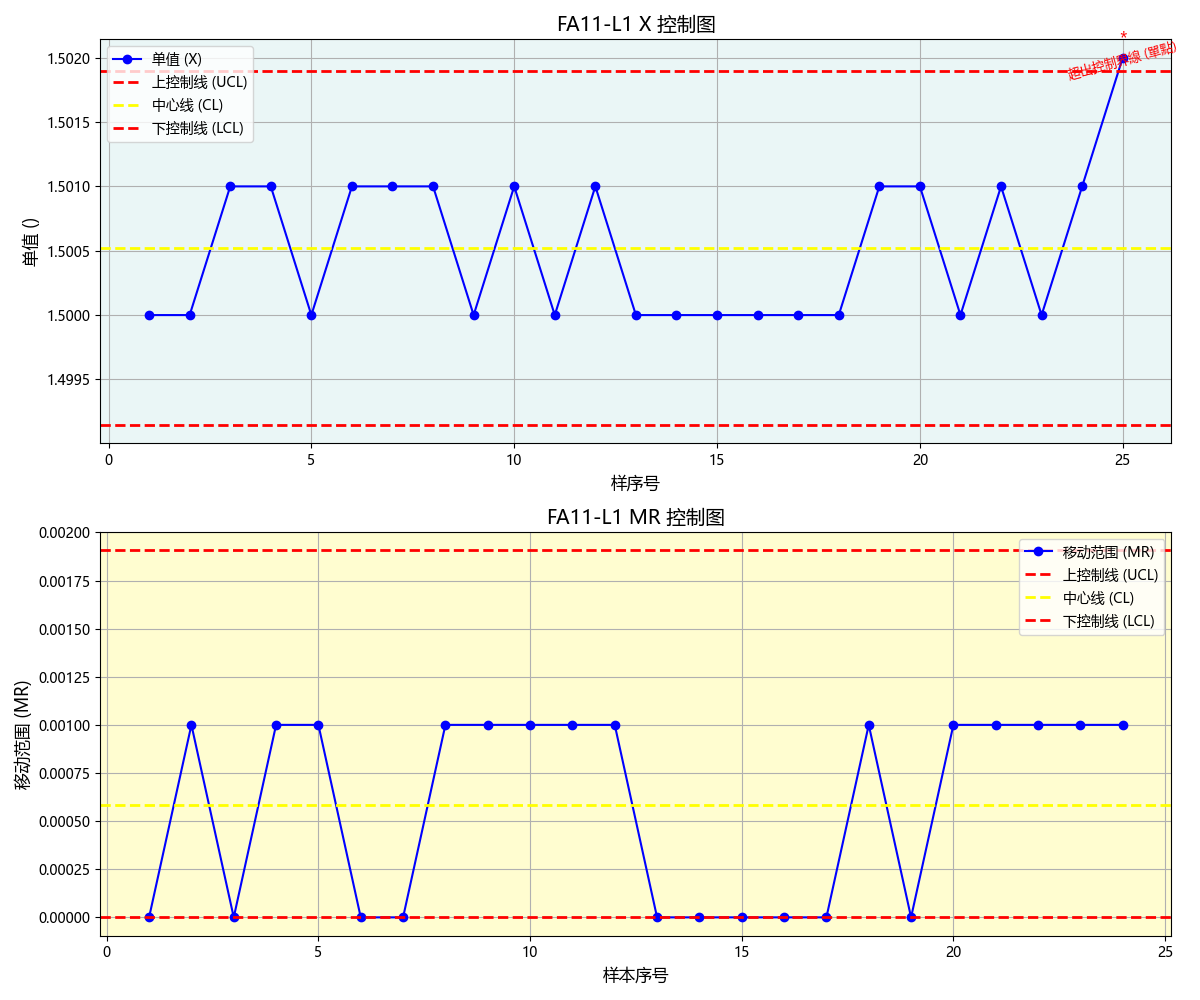 FA11-L1 X 控制图
*
超出控制界線 (單點)
单值 (X)
上控制线 (UCL)
中心线 (CL)
下控制线 (LCL)
单值 ()
1.5020
1.5015
1.5010
1.5005
1.5000
1.4995
0 5 10 15 20 25
样序号
FA11-L1 MR 控制图
移动范围 (MR)
上控制线 (UCL)
中心线 (CL)
下控制线 (LCL)
移动范围 (MR)
0.00200
0.00175
0.00150
0.00125
0.00100
0.00075
0.00050
0.00025
0.00000
0 5 10 15 20 25
样本序号